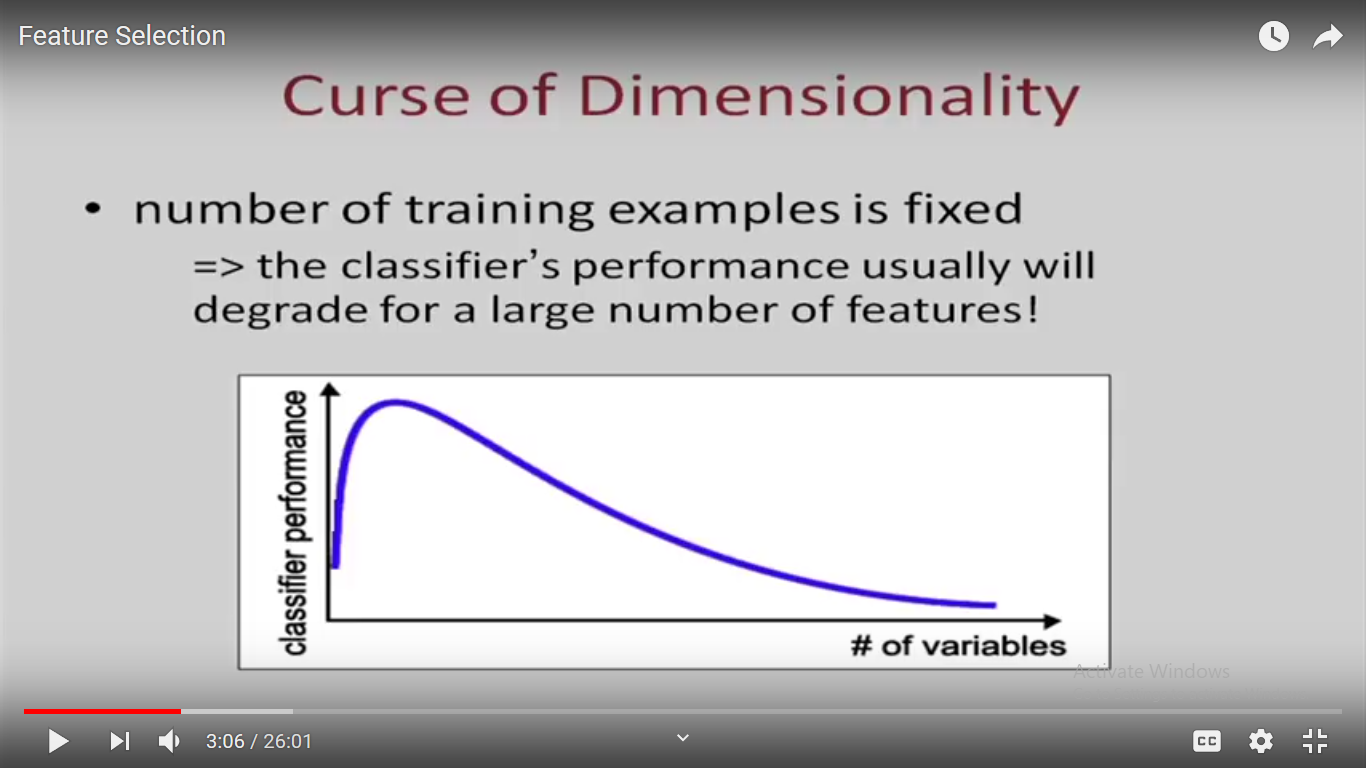 Feature Selection
Curse of Dimensionality
• number of training examples is fixed
=> the classifier’s performance usually will
degrade for a large number of features!
classifier performance
# of variables
Activate Windows
3:06 / 26:01
CC